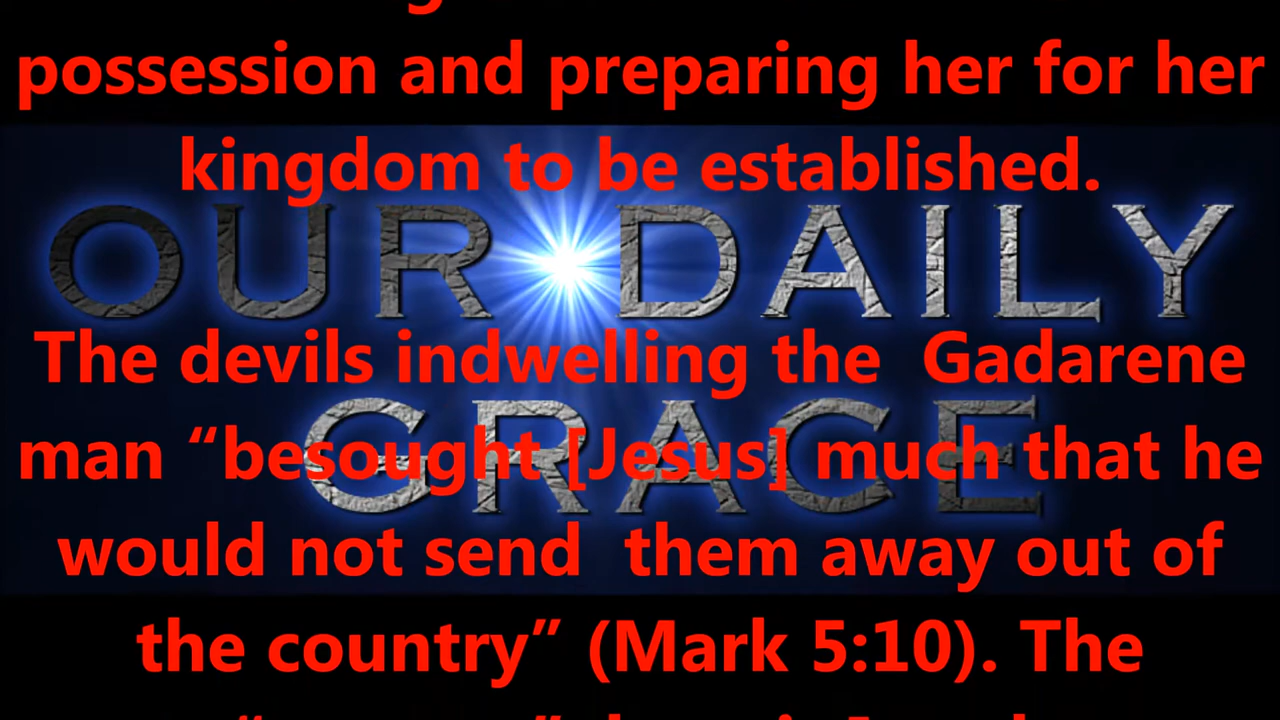 possession and preparing her for her
kingdom to be established.
OUR DAILY
The devils indwelling the  Gadarene
GRACE
man “besought [Jesus] much that he
would not send  them away out of
the country” (Mark 5:10). The